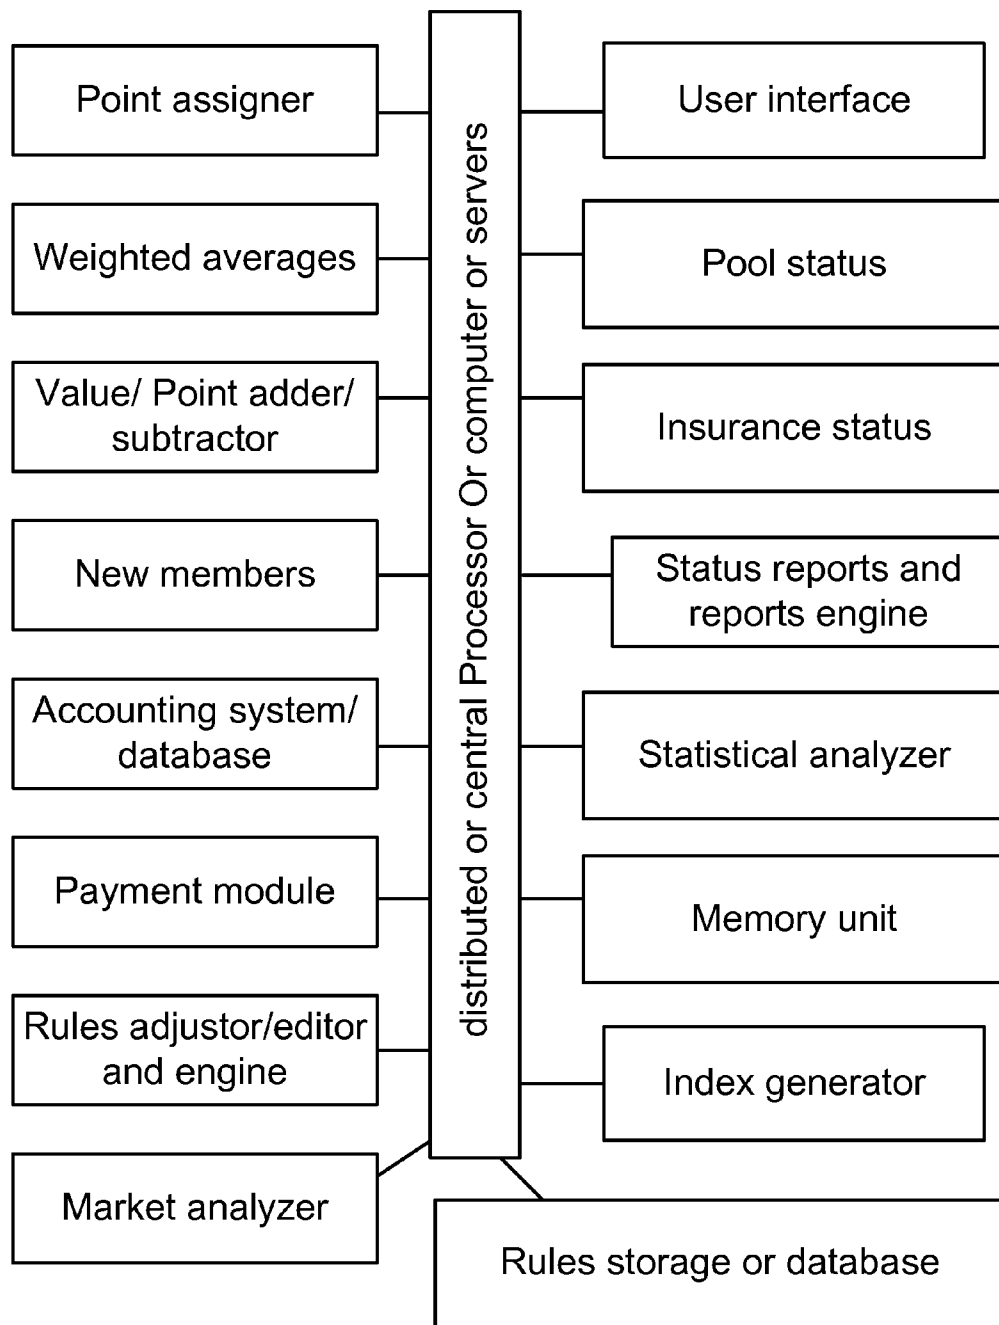 Point assigner
Weighted averages
Value/ Point adder/
subtractor
New members
Accounting system/
database
Payment module
Rules adjustor/editor
and engine
Market analyzer
distributed or central Processor Or computer or servers
User interface
Pool status
Insurance status
Status reports and
reports engine
Statistical analyzer
Memory unit
Index generator
Rules storage or database